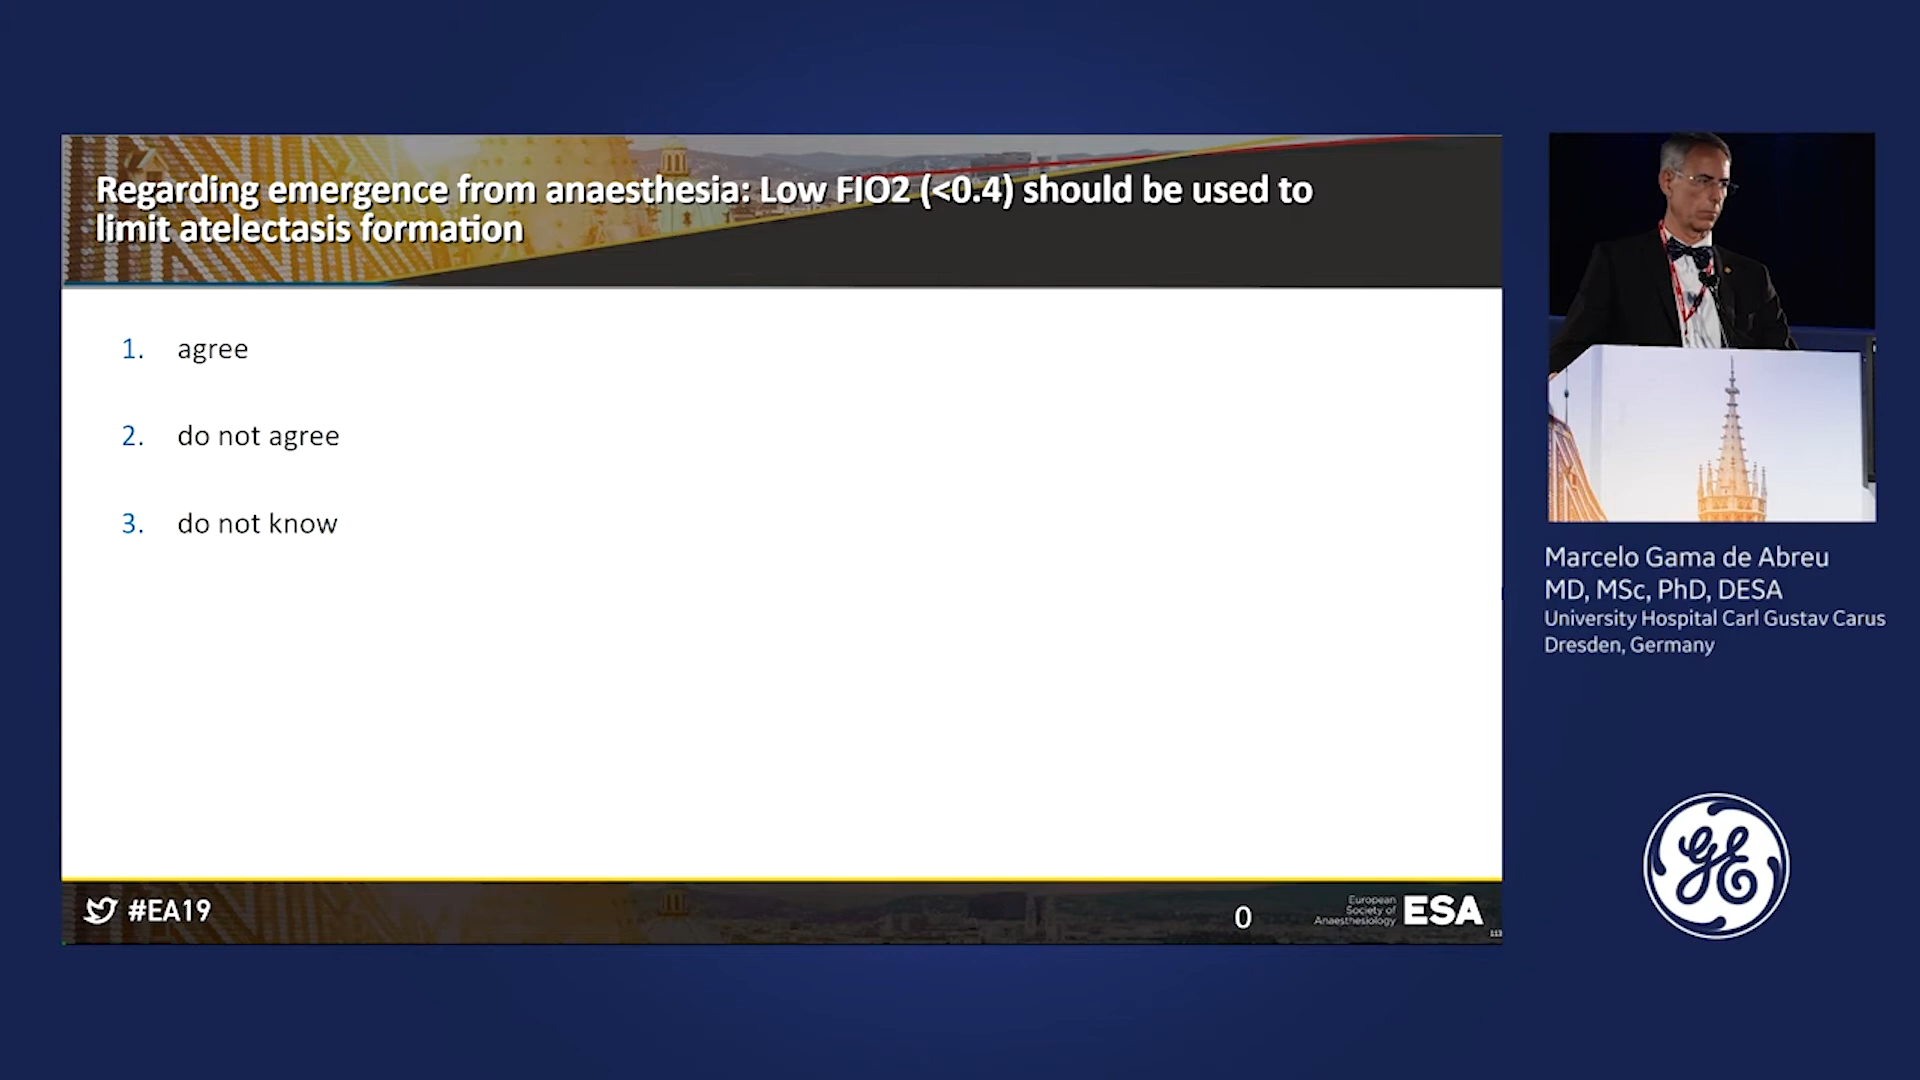 Regarding emergence from anaesthesia: Low FIO2 (<0.4) should be used to
limit atelectasis formation
1. agree
2. do not agree
3. do not know
#EA19
0
European
Society of
Anaesthesiology
ESA
113
Marcelo Gama de Abreu
MD, MSc, PhD, DESA
University Hospital Carl Gustav Carus
Dresden, Germany
GE